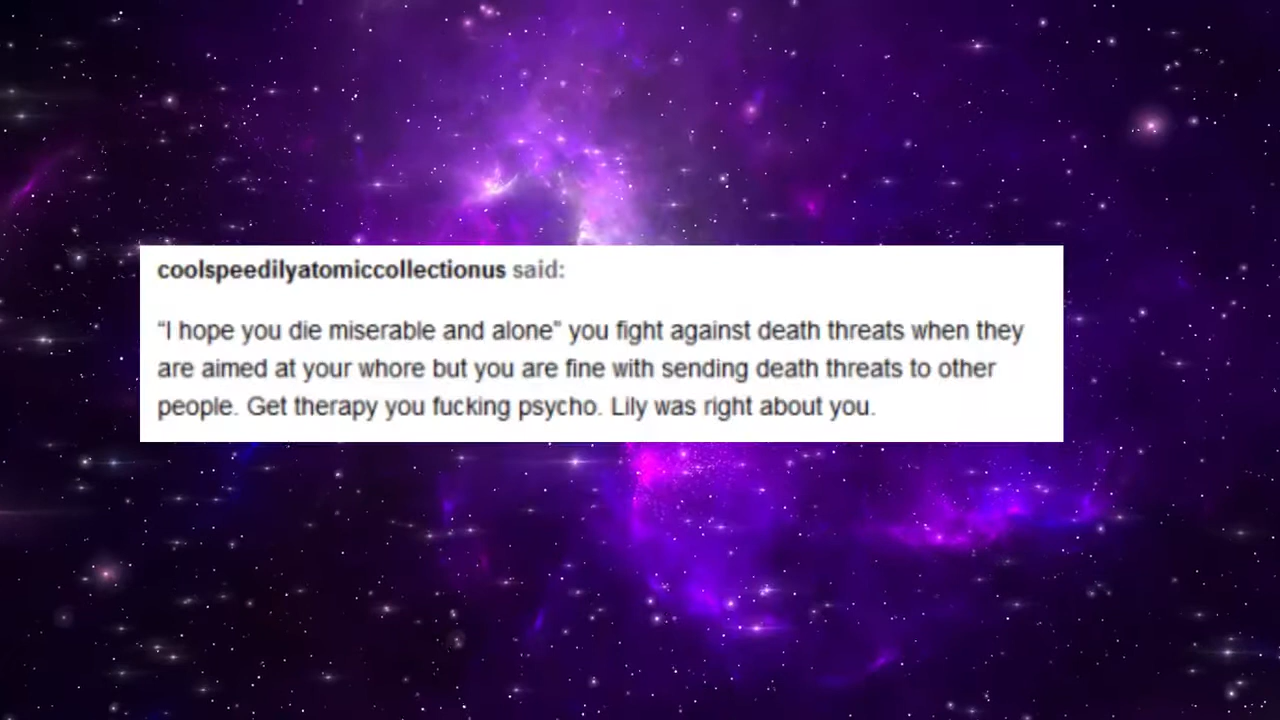 coolspeedilyatomiccollectionus said:
“I hope you die miserable and alone” you fight against death threats when they
are aimed at your whore but you are fine with sending death threats to other
people. Get therapy you fucking psycho. Lily was right about you.